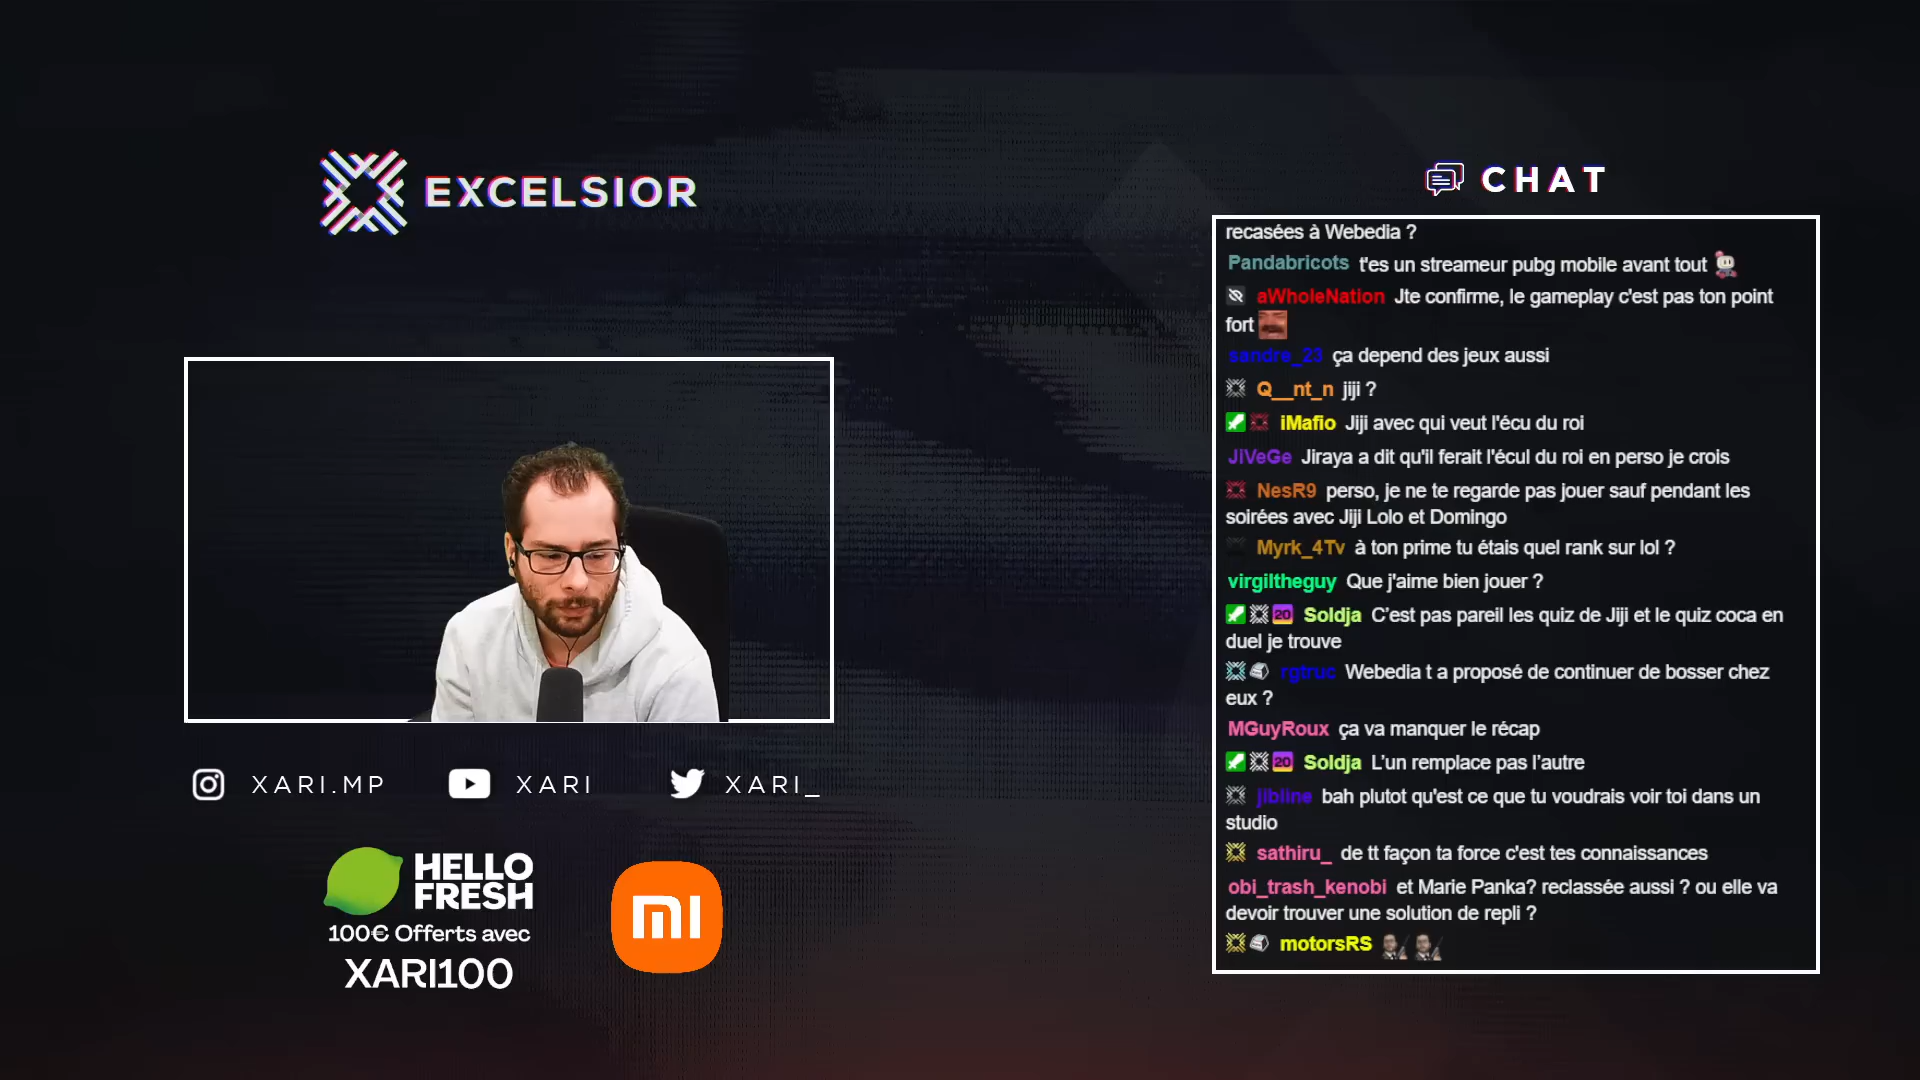 EXCELSIOR
XARI.MP
XARI
XARI_
HELLO
FRESH
100€ Offerts avec
XARI100
CHAT
recasées à Webedia ?
Pandabricots t'es un streameur pubg mobile avant tout
aWholeNation Jte confirme, le gameplay c'est pas ton point
fort
sandre_23 ça depend des jeux aussi
Q__nt_n jiji ?
iMafio Jiji avec qui veut l'écu du roi
JiVeGe Jiraya a dit qu'il ferait l'écul du roi en perso je crois
NesR9 perso, je ne te regarde pas jouer sauf pendant les
soirées avec Jiji Lolo et Domingo
Myrk_4Tv à ton prime tu étais quel rank sur lol ?
virgiltheguy Que j'aime bien jouer ?
20 Soldja C'est pas pareil les quiz de Jiji et le quiz coca en
duel je trouve
rgtruc Webedia t a proposé de continuer de bosser chez
eux ?
MGuyRoux ça va manquer le récap
20 Soldja L'un remplace pas l'autre
jibline bah plutot qu'est ce que tu voudrais voir toi dans un
studio
sathiru_ de tt façon ta force c'est tes connaissances
obi_trash_kenobi et Marie Panka? reclassée aussi ? ou elle va
devoir trouver une solution de repli ?
motorsRS